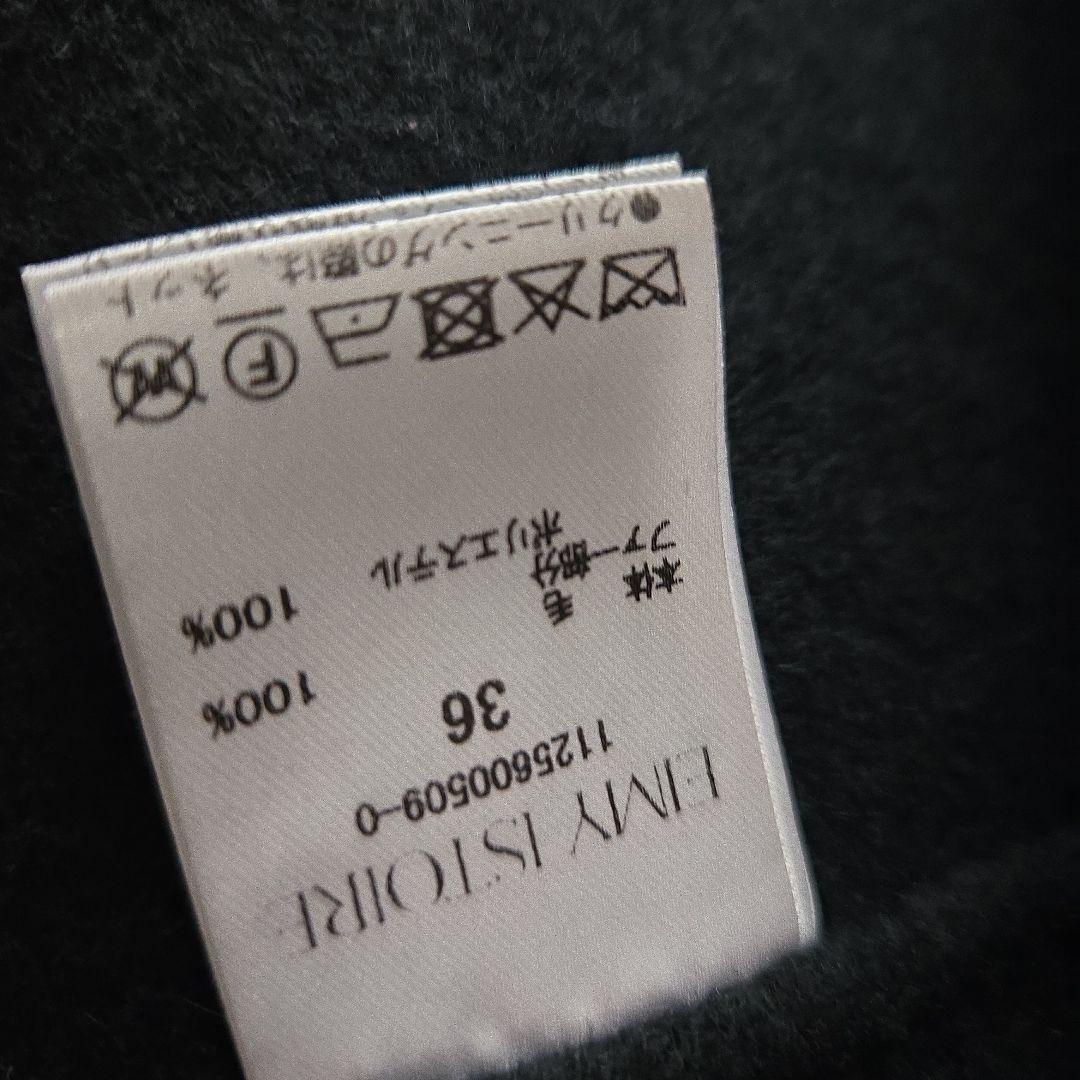 EIMY ISTOIRE
1125600509-0
36
本体
毛 100%
ファー部分
ポリエステル 100%
F
W
●クリーニングの際は、ネット